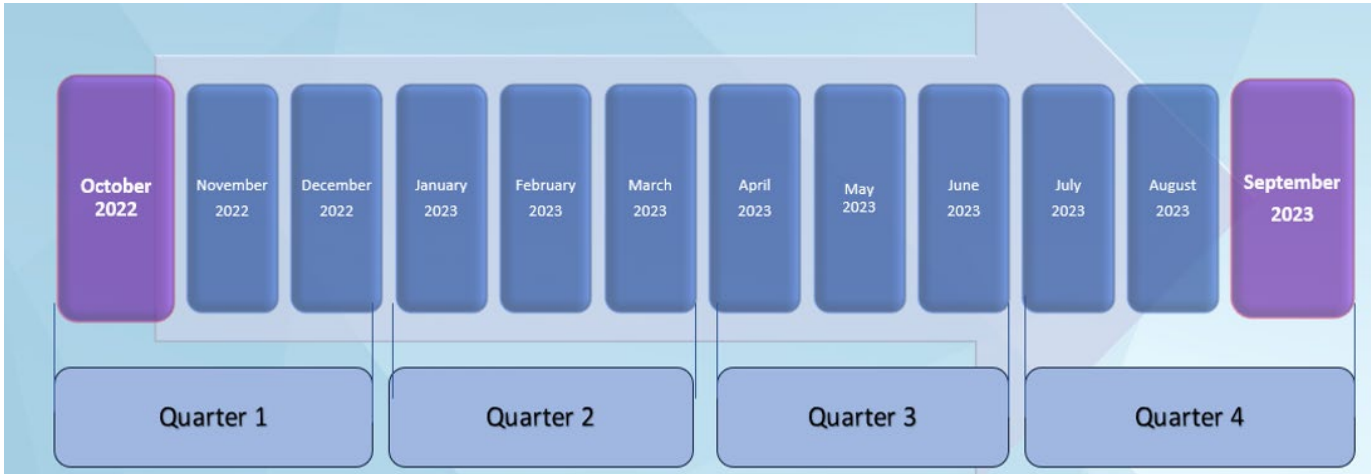 October
2022
November
2022
December
2022
January
2023
February
2023
March
2023
April
2023
May
2023
June
2023
July
2023
August
2023
September
2023
Quarter 1
Quarter 2
Quarter 3
Quarter 4